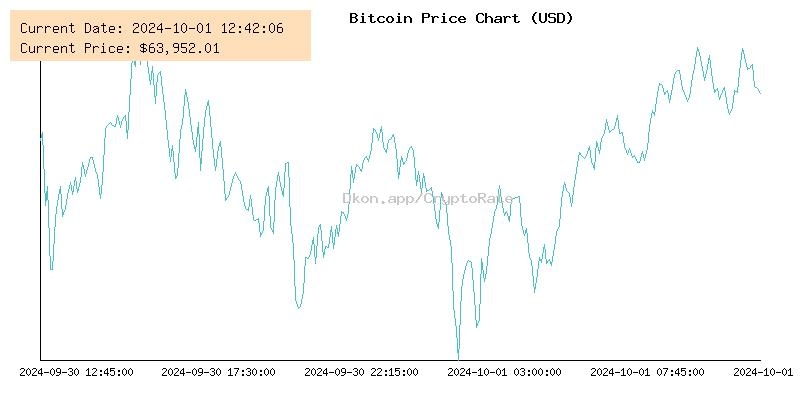 Bitcoin Price Chart (USD)
Current Date: 2024-10-01 12:42:06
Current Price: $63,952.01
Dkon.app/CryptoRate
2024-09-30 12:45:00
2024-09-30 17:30:00
2024-09-30 22:15:00
2024-10-01 03:00:00
2024-10-01 07:45:00
2024-10-01